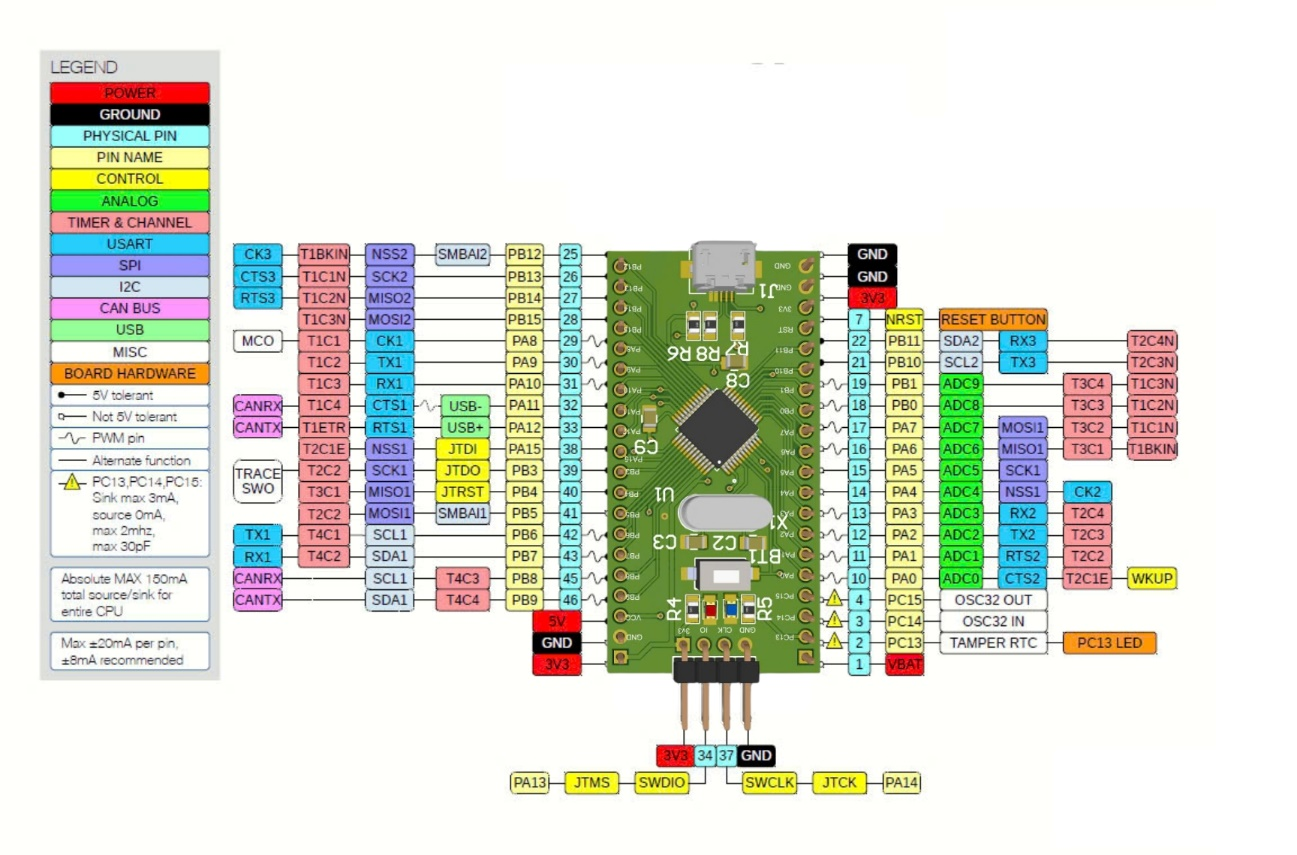 LEGEND
POWER
GROUND
PHYSICAL PIN
PIN NAME
CONTROL
ANALOG
TIMER & CHANNEL
USART
SPI
I2C
CAN BUS
USB
MISC
BOARD HARDWARE
5V tolerant
Not 5V tolerant
PWM pin
Alternate function
PC13,PC14,PC15:
Sink max 3mA,
source 0mA,
max 2mhz,
max 30pF
Absolute MAX 150mA
total source/sink for
entire CPU
Max ±20mA per pin,
±8mA recommended
CK3 T1BKIN NSS2 SMBAI2 PB12 25
CTS3 T1C1N SCK2 PB13 26
RTS3 T1C2N MISO2 PB14 27
T1C3N MOSI2 PB15 28
MCO T1C1 CK1 PA8 29
T1C2 TX1 PA9 30
T1C3 RX1 PA10 31
CANRX T1C4 CTS1 USB- PA11 32
CANTX T1ETR RTS1 USB+ PA12 33
T2C1E NSS1 JTDI PA15 38
TRACE
SWO
T2C2 SCK1 JTDO PB3 39
T3C1 MISO1 JTRST PB4 40
T2C2 MOSI1 SMBAI1 PB5 41
TX1 T4C1 SCL1 PB6 42
RX1 T4C2 SDA1 PB7 43
CANRX SCL1 T4C3 PB8 45
CANTX SDA1 T4C4 PB9 46
5V
GND
3V3
J1
R6 R8 R7
C8
C9
U1
X1
C3 C2 BT1
R4 R5
3V3 IO CLK GND
GND
GND
3V3
7 NRST RESET BUTTON
22 PB11 SDA2 RX3 T2C4N
21 PB10 SCL2 TX3 T2C3N
19 PB1 ADC9 T3C4 T1C3N
18 PB0 ADC8 T3C3 T1C2N
17 PA7 ADC7 MOSI1 T3C2 T1C1N
16 PA6 ADC6 MISO1 T3C1 T1BKIN
15 PA5 ADC5 SCK1
14 PA4 ADC4 NSS1 CK2
13 PA3 ADC3 RX2 T2C4
12 PA2 ADC2 TX2 T2C3
11 PA1 ADC1 RTS2 T2C2
10 PA0 ADC0 CTS2 T2C1E WKUP
4 PC15 OSC32 OUT
3 PC14 OSC32 IN
2 PC13 TAMPER RTC PC13 LED
1 VBAT
3V3 34 37 GND
PA13 JTMS SWDIO SWCLK JTCK PA14